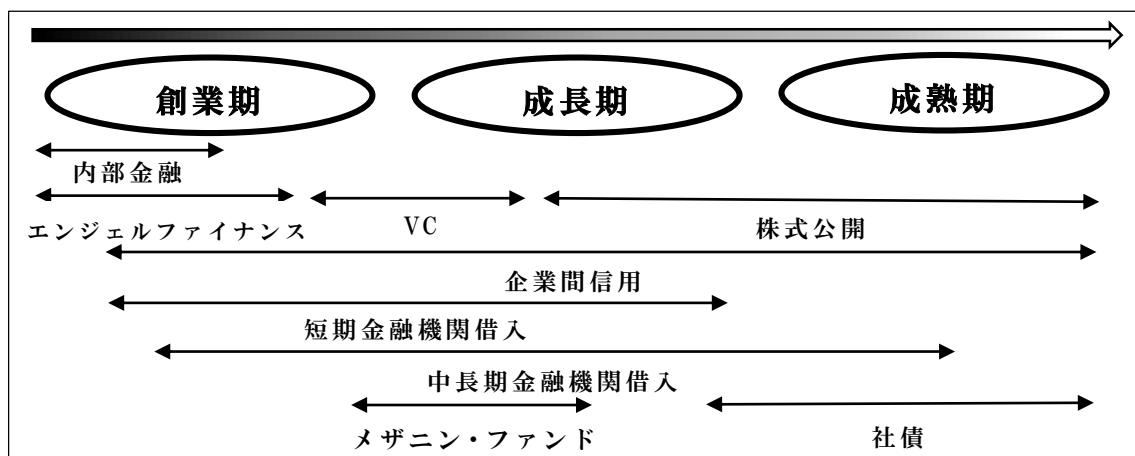 創業期 成長期 成熟期
内部金融
エンジェルファイナンス VC 株式公開
企業間信用
短期金融機関借入
中長期金融機関借入
メザニン・ファンド 社債